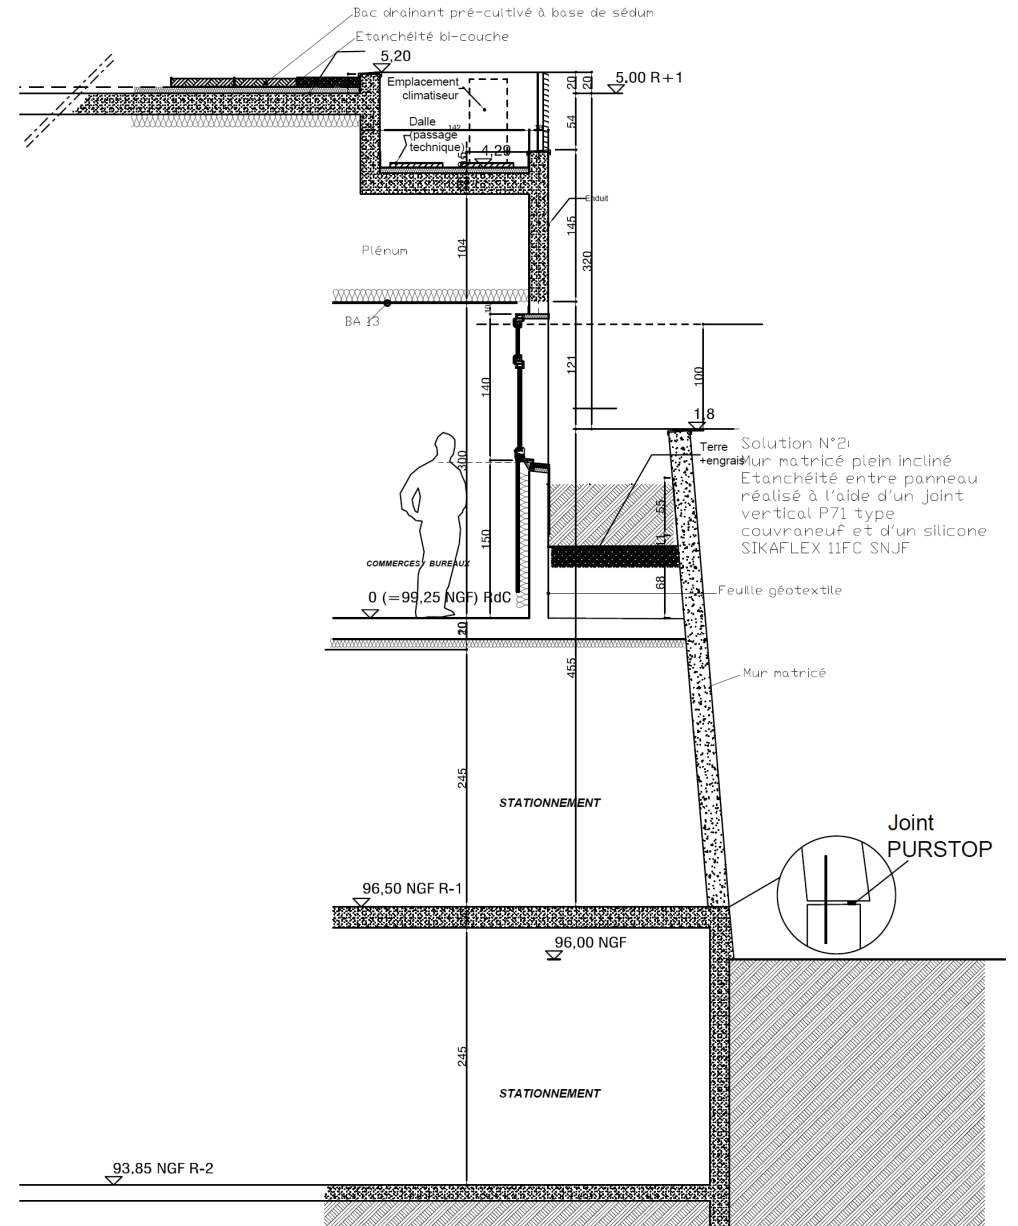 Bac drainant pré-cultivé à base de sédum
Etanchéité bi-couche
5,20
Emplacement
climatiseur
20
20
5.00 R+1
54
Dalle
(passage
technique)
142
4,20
Enduit
145
320
Plénum
104
BA 13
10
121
140
100
1,8
Terre
+engrais
Solution N°2:
Mur matricé plein incliné
Etanchéité entre panneau
réalisé à l'aide d'un joint
vertical P71 type
couvraneuf et d'un silicone
SIKAFLEX 11FC SNJF
300
55
150
COMMERCES / BUREAUX
68
Feuille géotextile
0 (=99,25 NGF) RdC
20
455
Mur matricé
245
STATIONNEMENT
Joint
PURSTOP
96,50 NGF R-1
96,00 NGF
245
STATIONNEMENT
93.85 NGF R-2